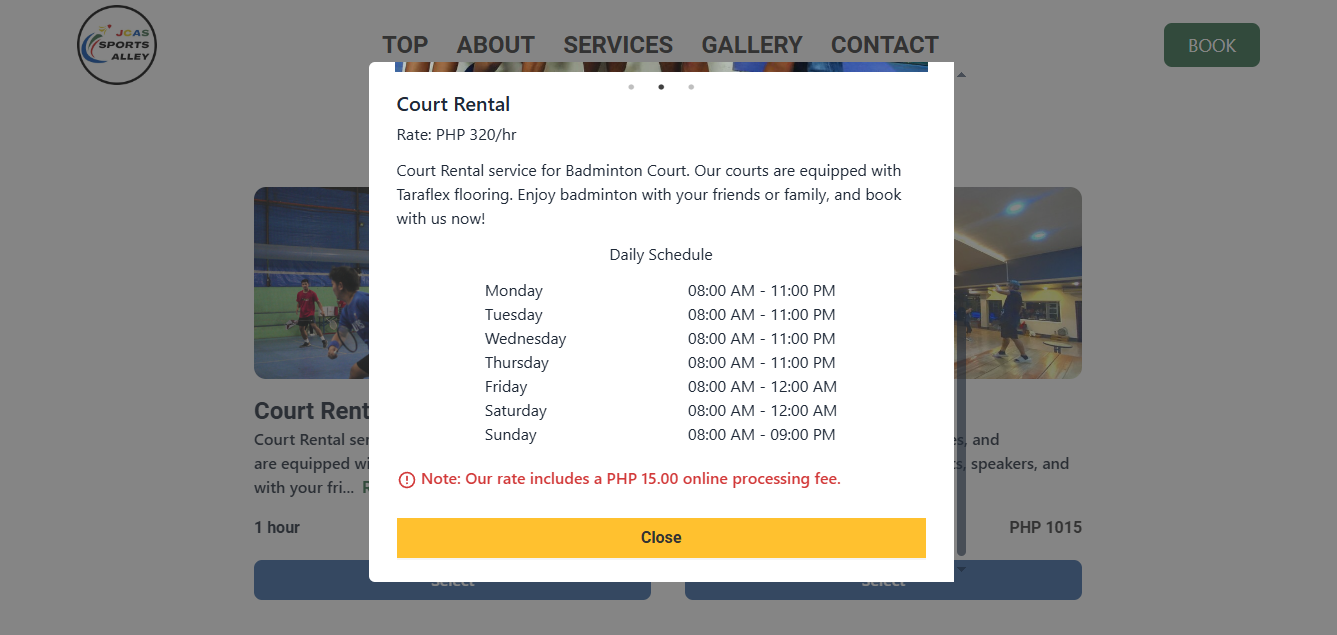 JCAS
SPORTS
ALLEY
TOP ABOUT SERVICES GALLERY CONTACT
BOOK
Court Rental
Rate: PHP 320/hr
Court Rental service for Badminton Court. Our courts are equipped with
Taraflex flooring. Enjoy badminton with your friends or family, and book
with us now!
Daily Schedule
Monday 08:00 AM - 11:00 PM
Tuesday 08:00 AM - 11:00 PM
Wednesday 08:00 AM - 11:00 PM
Thursday 08:00 AM - 11:00 PM
Friday 08:00 AM - 12:00 AM
Saturday 08:00 AM - 12:00 AM
Sunday 08:00 AM - 09:00 PM
Note: Our rate includes a PHP 15.00 online processing fee.
Close
Court Rent
Court Rental ser
are equipped wi
with your fri...
1 hour
Select
and
speakers, and
PHP 1015
Select